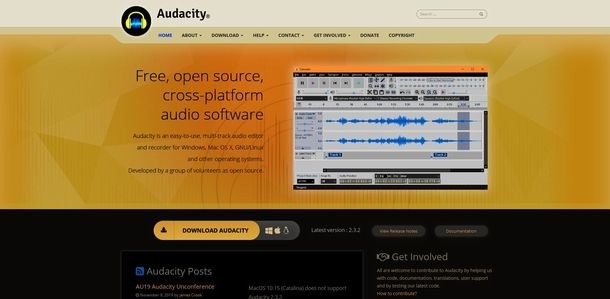 Audacity®
Search ...
HOME ABOUT DOWNLOAD HELP CONTACT GET INVOLVED DONATE COPYRIGHT
Free, open source,
cross-platform
audio software
Audacity is an easy-to-use, multi-track audio editor
and recorder for Windows, Mac OS X, GNU/Linux
and other operating systems.
Developed by a group of volunteers as open source.
DOWNLOAD AUDACITY
Latest version : 2.3.2
View Release Notes
Documentation
Audacity Posts
AU19 Audacity Unconference
November 9, 2019 by James Crook
MacOS 10.15 (Catalina) does not support
Audacity 2.3.2
Get Involved
All are welcome to contribute to Audacity by helping us
with code, documentation, translations, user support
and by testing our latest code.
How to contribute?